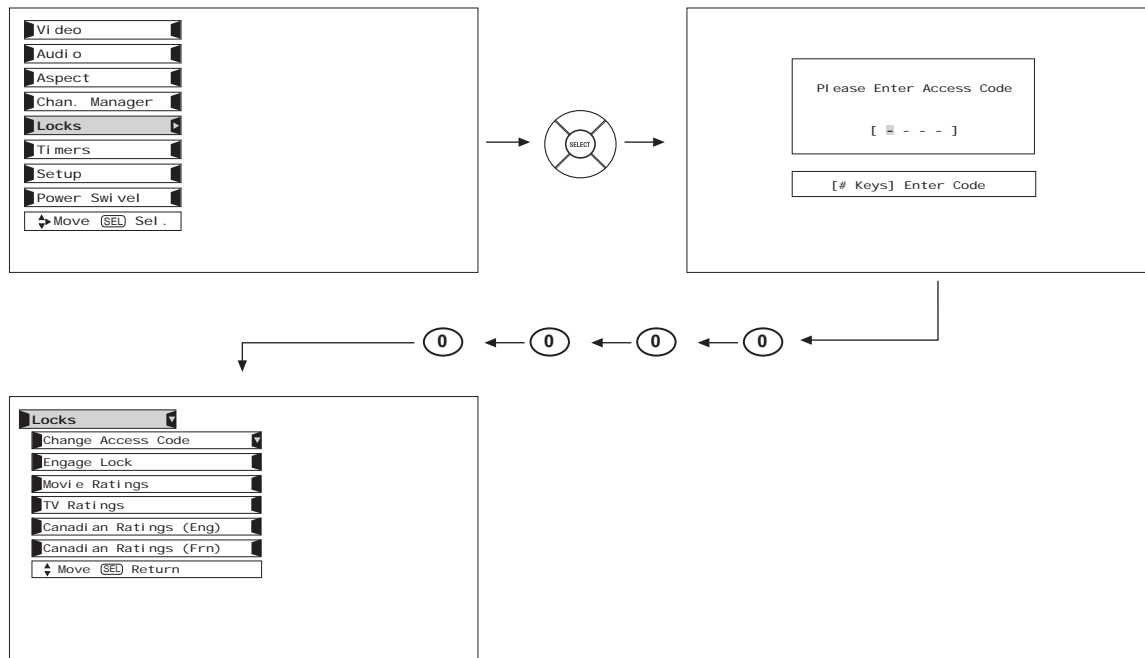 Video
Audio
Aspect
Chan. Manager
Locks
Timers
Setup
Power Swivel
Move SEL Sel.
SELECT
Please Enter Access Code
[ - - - - ]
[# Keys] Enter Code
0 0 0 0
Locks
Change Access Code
Engage Lock
Movie Ratings
TV Ratings
Canadian Ratings (Eng)
Canadian Ratings (Frn)
Move SEL Return